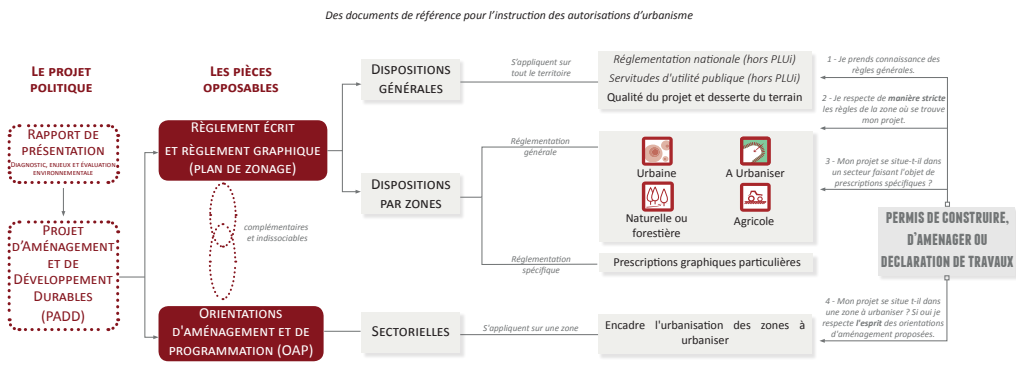 Des documents de référence pour l'instruction des autorisations d'urbanisme
LE PROJET
POLITIQUE
RAPPORT DE
PRÉSENTATION
DIAGNOSTIC, ENJEUX ET ÉVALUATION
ENVIRONNEMENTALE
PROJET
D'AMÉNAGEMENT
ET DE
DÉVELOPPEMENT
DURABLES
(PADD)
LES PIÈCES
OPPOSABLES
RÈGLEMENT ÉCRIT
ET RÈGLEMENT GRAPHIQUE
(PLAN DE ZONAGE)
complémentaires
et indissociables
ORIENTATIONS
D'AMÉNAGEMENT ET DE
PROGRAMMATION (OAP)
DISPOSITIONS
GÉNÉRALES
DISPOSITIONS
PAR ZONES
SECTORIELLES
S'appliquent sur
tout le territoire
Réglementation
générale
Réglementation
spécifique
S'appliquent sur une zone
Réglementation nationale (hors PLUi)
Servitudes d'utilité publique (hors PLUi)
Qualité du projet et desserte du terrain
Urbaine
A Urbaniser
Naturelle ou
forestière
Agricole
Prescriptions graphiques particulières
Encadre l'urbanisation des zones à
urbaniser
1 - Je prends connaissance des
règles générales.
2 - Je respecte de manière stricte
les règles de la zone où se trouve
mon projet.
3 - Mon projet se situe-t-il dans
un secteur faisant l'objet de
prescriptions spécifiques ?
PERMIS DE CONSTRUIRE,
D'AMENAGER OU
DÉCLARATION DE TRAVAUX
4 - Mon projet se situe t-il dans
une zone à urbaniser ? Si oui je
respecte l'esprit des orientations
d'aménagement proposées.